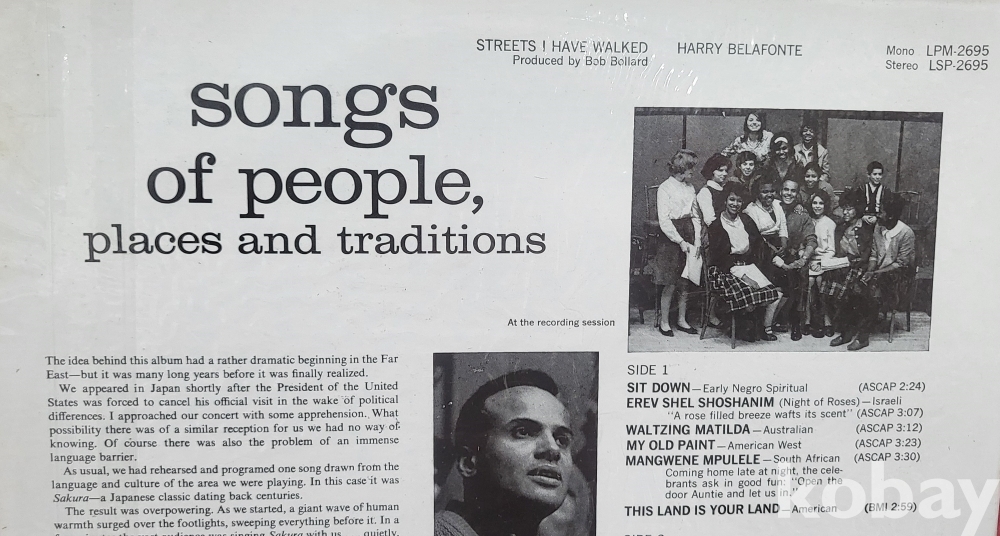 STREETS I HAVE WALKED HARRY BELAFONTE Mono LPM-2695
Produced by Bob Bollard Stereo LSP-2695
songs
of people,
places and traditions
At the recording session
The idea behind this album had a rather dramatic beginning in the Far
East—but it was many long years before it was finally realized.
We appeared in Japan shortly after the President of the United
States was forced to cancel his official visit in the wake of political
differences. I approached our concert with some apprehension. What
possibility there was of a similar reception for us we had no way of
knowing. Of course there was also the problem of an immense
language barrier.
As usual, we had rehearsed and programed one song drawn from the
language and culture of the area we were playing. In this case it was
Sakura—a Japanese classic dating back centuries.
The result was overpowering. As we started, a giant wave of human
warmth surged over the footlights, sweeping everything before it. In a
audience was singing Sakura with us quietly,
SIDE 1
SIT DOWN—Early Negro Spiritual (ASCAP 2:24)
EREV SHEL SHOSHANIM (Night of Roses)—Israeli
"A rose filled breeze wafts its scent" (ASCAP 3:07)
WALTZING MATILDA—Australian (ASCAP 3:12)
MY OLD PAINT—American West (ASCAP 3:23)
MANGWENE MPULELE—South African (ASCAP 3:30)
Coming home late at night, the cele-
brants ask in good fun: "Open the
door Auntie and let us in."
THIS LAND IS YOUR LAND—American (BMI 2:59)
kobay